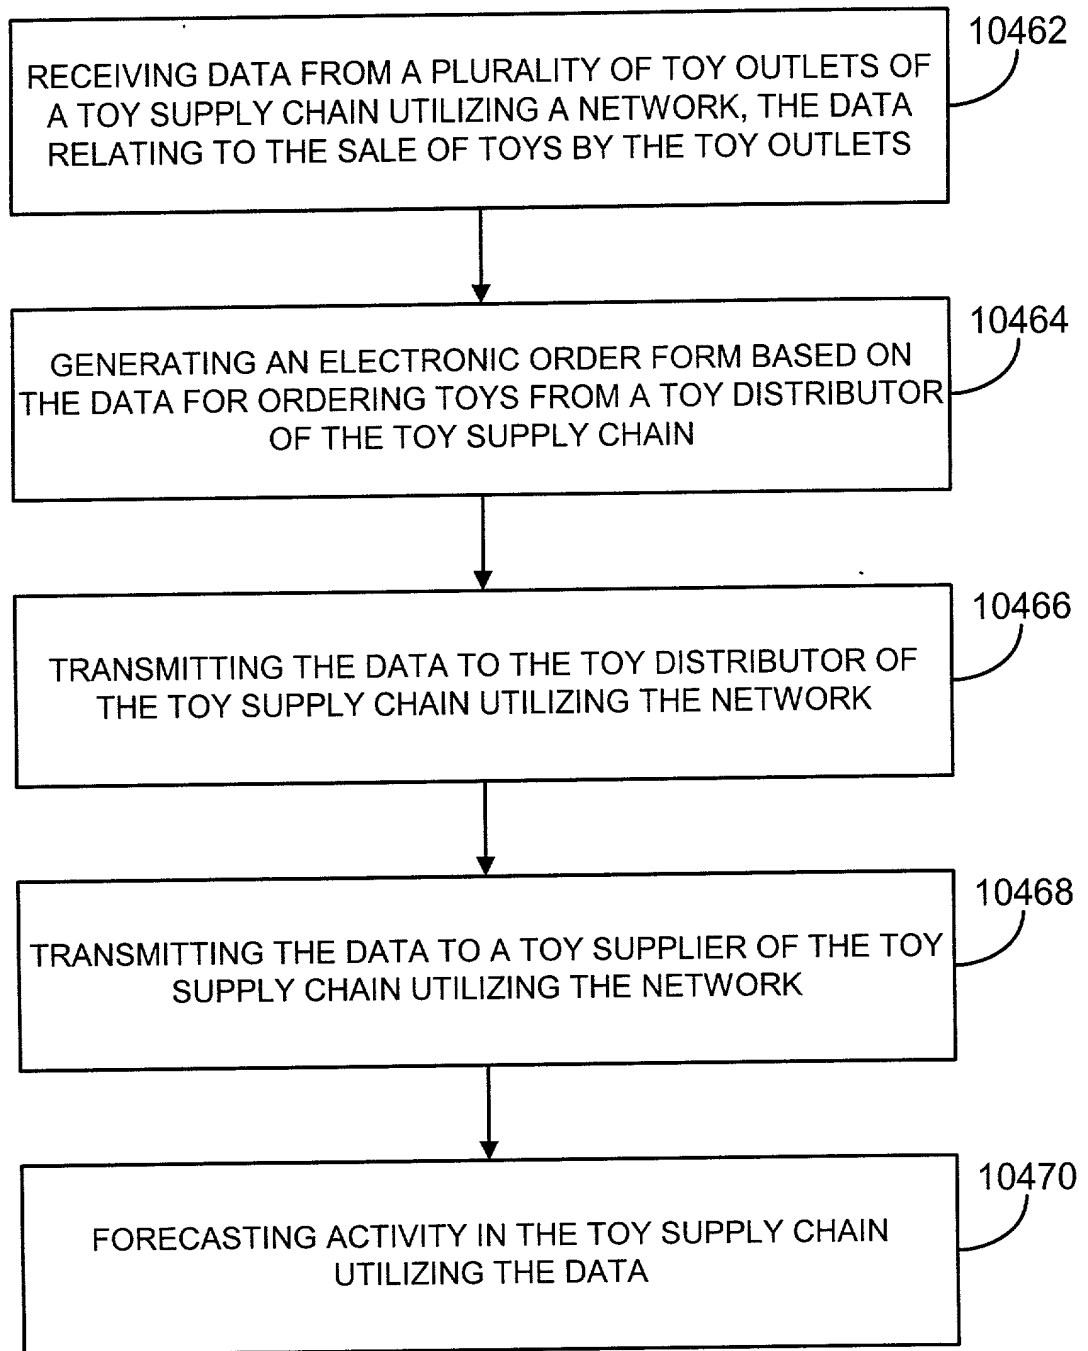 10462
RECEIVING DATA FROM A PLURALITY OF TOY OUTLETS OF
A TOY SUPPLY CHAIN UTILIZING A NETWORK, THE DATA
RELATING TO THE SALE OF TOYS BY THE TOY OUTLETS
10464
GENERATING AN ELECTRONIC ORDER FORM BASED ON
THE DATA FOR ORDERING TOYS FROM A TOY DISTRIBUTOR
OF THE TOY SUPPLY CHAIN
10466
TRANSMITTING THE DATA TO THE TOY DISTRIBUTOR OF
THE TOY SUPPLY CHAIN UTILIZING THE NETWORK
10468
TRANSMITTING THE DATA TO A TOY SUPPLIER OF THE TOY
SUPPLY CHAIN UTILIZING THE NETWORK
10470
FORECASTING ACTIVITY IN THE TOY SUPPLY CHAIN
UTILIZING THE DATA